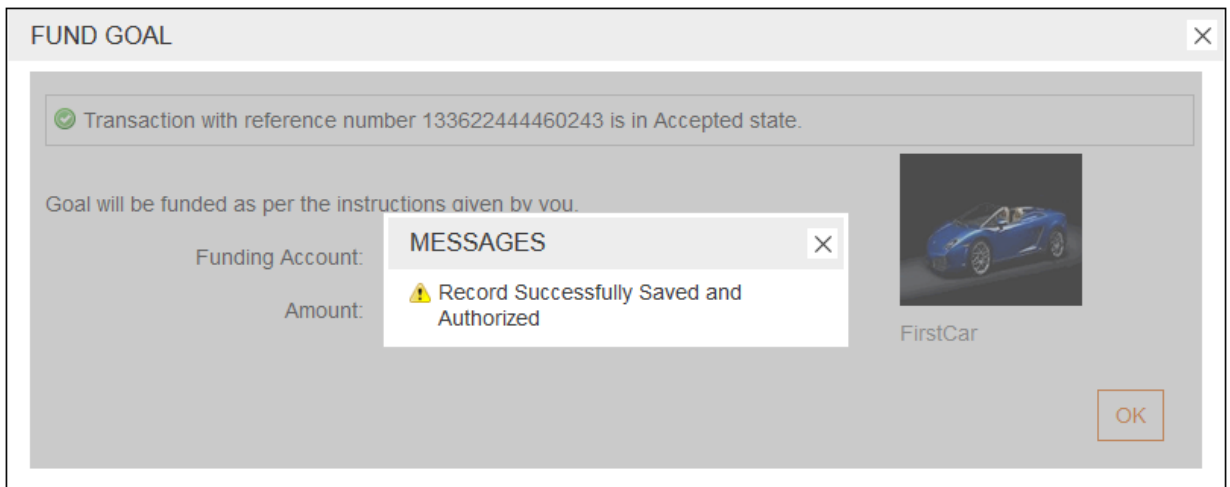 FUND GOAL
Transaction with reference number 133622444460243 is in Accepted state.
Goal will be funded as per the instructions given by you.
Funding Account:
Amount:
MESSAGES
Record Successfully Saved and
Authorized
FirstCar
OK